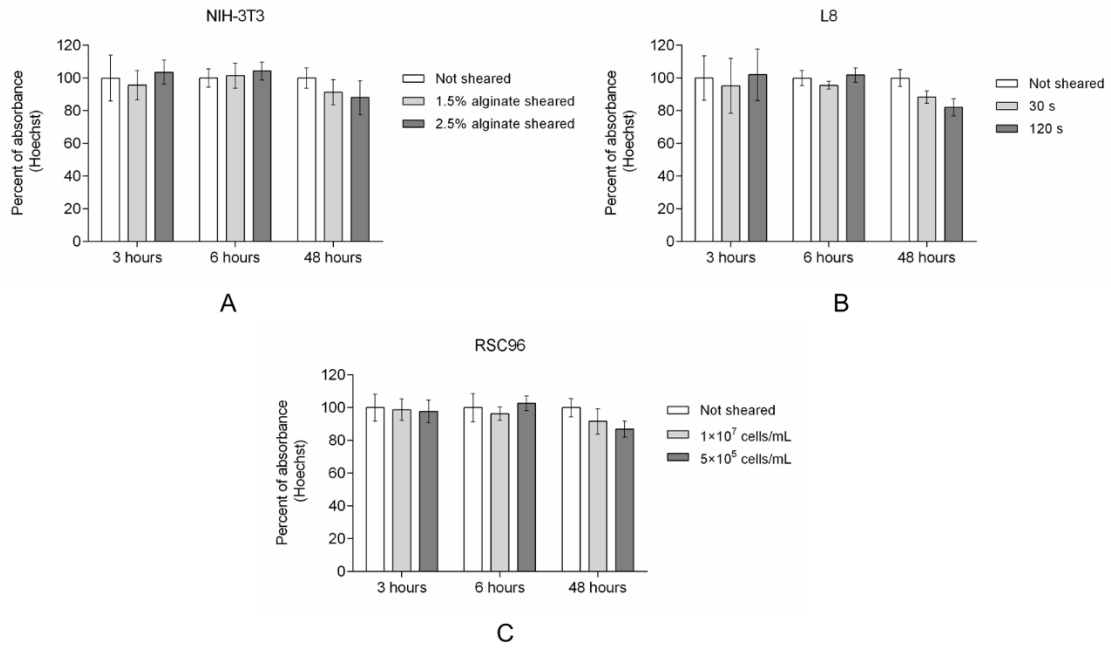 NIH-3T3
Percent of absorbance
(Hoechst)
120
100
80
60
40
20
0
3 hours
6 hours
48 hours
Not sheared
1.5% alginate sheared
2.5% alginate sheared
A
L8
Percent of absorbance
(Hoechst)
120
100
80
60
40
20
0
3 hours
6 hours
48 hours
Not sheared
30 s
120 s
B
RSC96
Percent of absorbance
(Hoechst)
120
100
80
60
40
20
0
3 hours
6 hours
48 hours
Not sheared
1×10⁷ cells/mL
5×10⁵ cells/mL
C